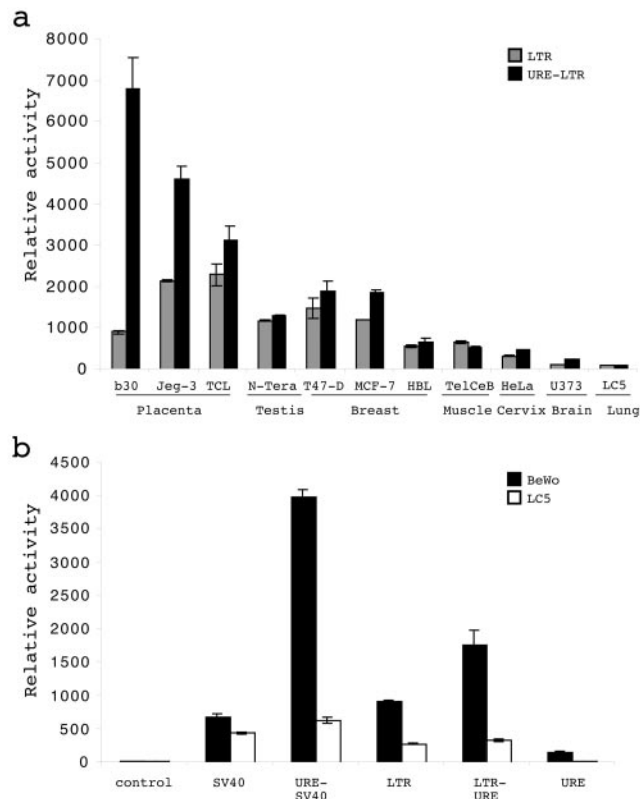 a
8000
7000
6000
5000
4000
3000
2000
1000
0
Relative activity
LTR
URE-LTR
b30 Jeg-3 TCL N-Tera T47-D MCF-7 HBL TelCeB HeLa U373 LC5
Placenta Testis Breast Muscle Cervix Brain Lung
b
4500
4000
3500
3000
2500
2000
1500
1000
500
0
Relative activity
BeWo
LC5
control SV40 URE- LTR LTR- URE
SV40 URE